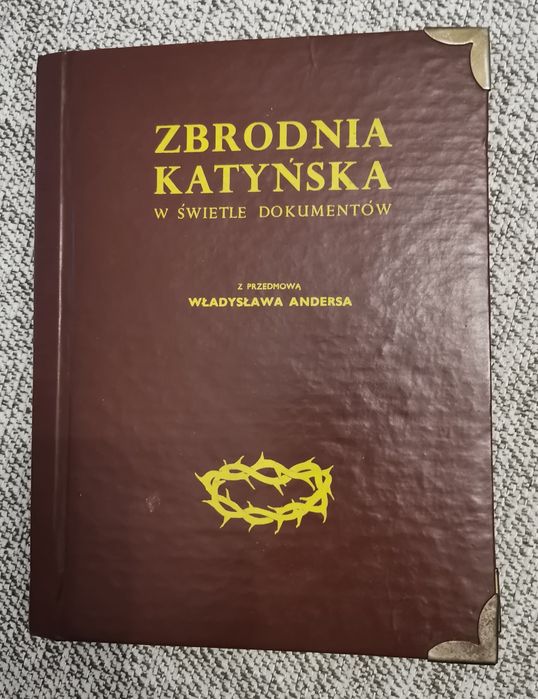 ZBRODNIA
KATYŃSKA
W ŚWIETLE DOKUMENTÓW
Z PRZEDMOWĄ
WŁADYSŁAWA ANDERSA